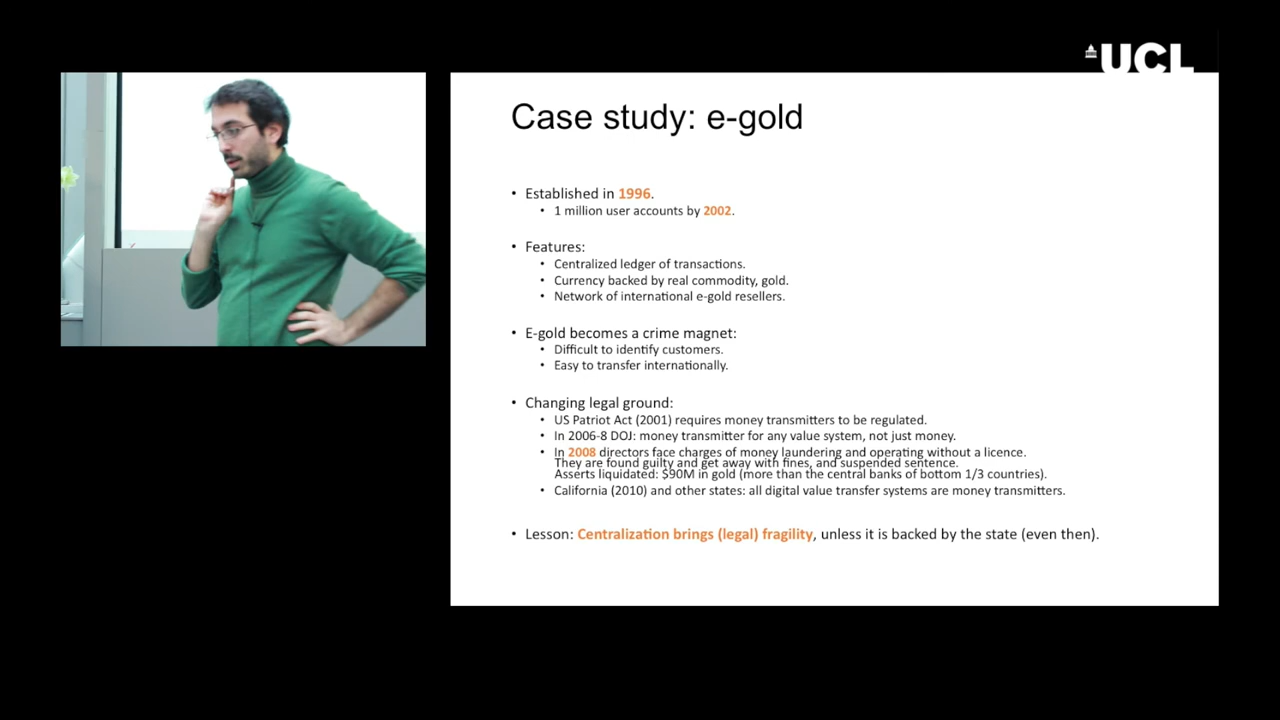 UCL
Case study: e-gold
• Established in 1996.
• 1 million user accounts by 2002.
• Features:
• Centralized ledger of transactions.
• Currency backed by real commodity, gold.
• Network of international e-gold resellers.
• E-gold becomes a crime magnet:
• Difficult to identify customers.
• Easy to transfer internationally.
• Changing legal ground:
• US Patriot Act (2001) requires money transmitters to be regulated.
• In 2006-8 DOJ: money transmitter for any value system, not just money.
• In 2008 directors face charges of money laundering and operating without a licence.
They are found guilty and get away with fines, and suspended sentence.
Asserts liquidated: $90M in gold (more than the central banks of bottom 1/3 countries).
• California (2010) and other states: all digital value transfer systems are money transmitters.
• Lesson: Centralization brings (legal) fragility, unless it is backed by the state (even then).